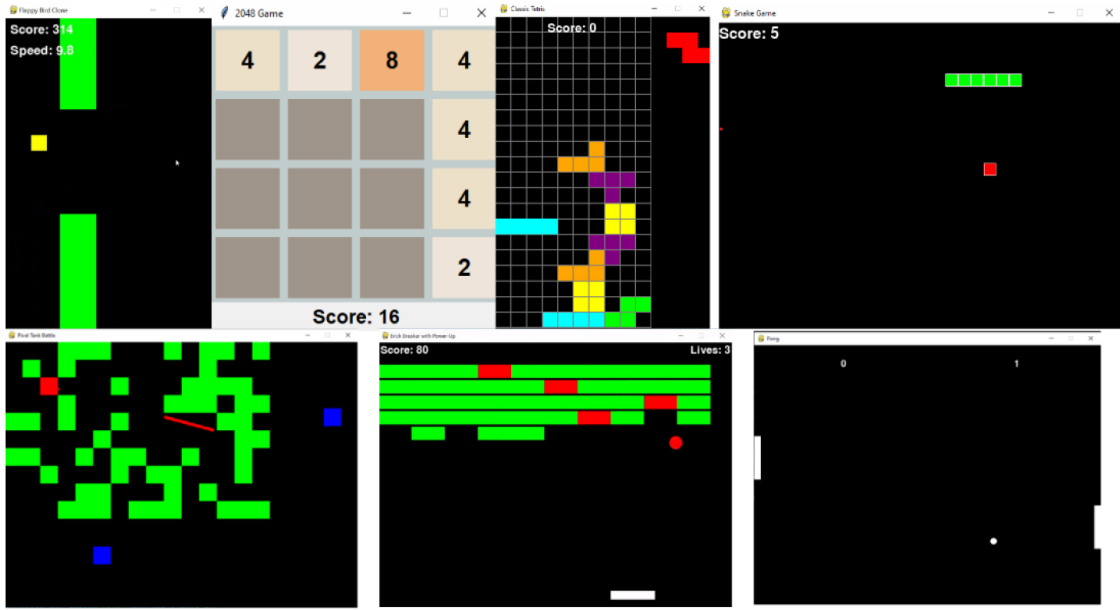 Flappy Bird Clone
Score: 314
Speed: 9.8
2048 Game
4 2 8 4
4
4
2
Score: 16
Classic Tetris
Score: 0
Snake Game
Score: 5
Pixel Tank Battle
Brick Breaker with Power-Up
Score: 80
Lives: 3
Pong
0 1